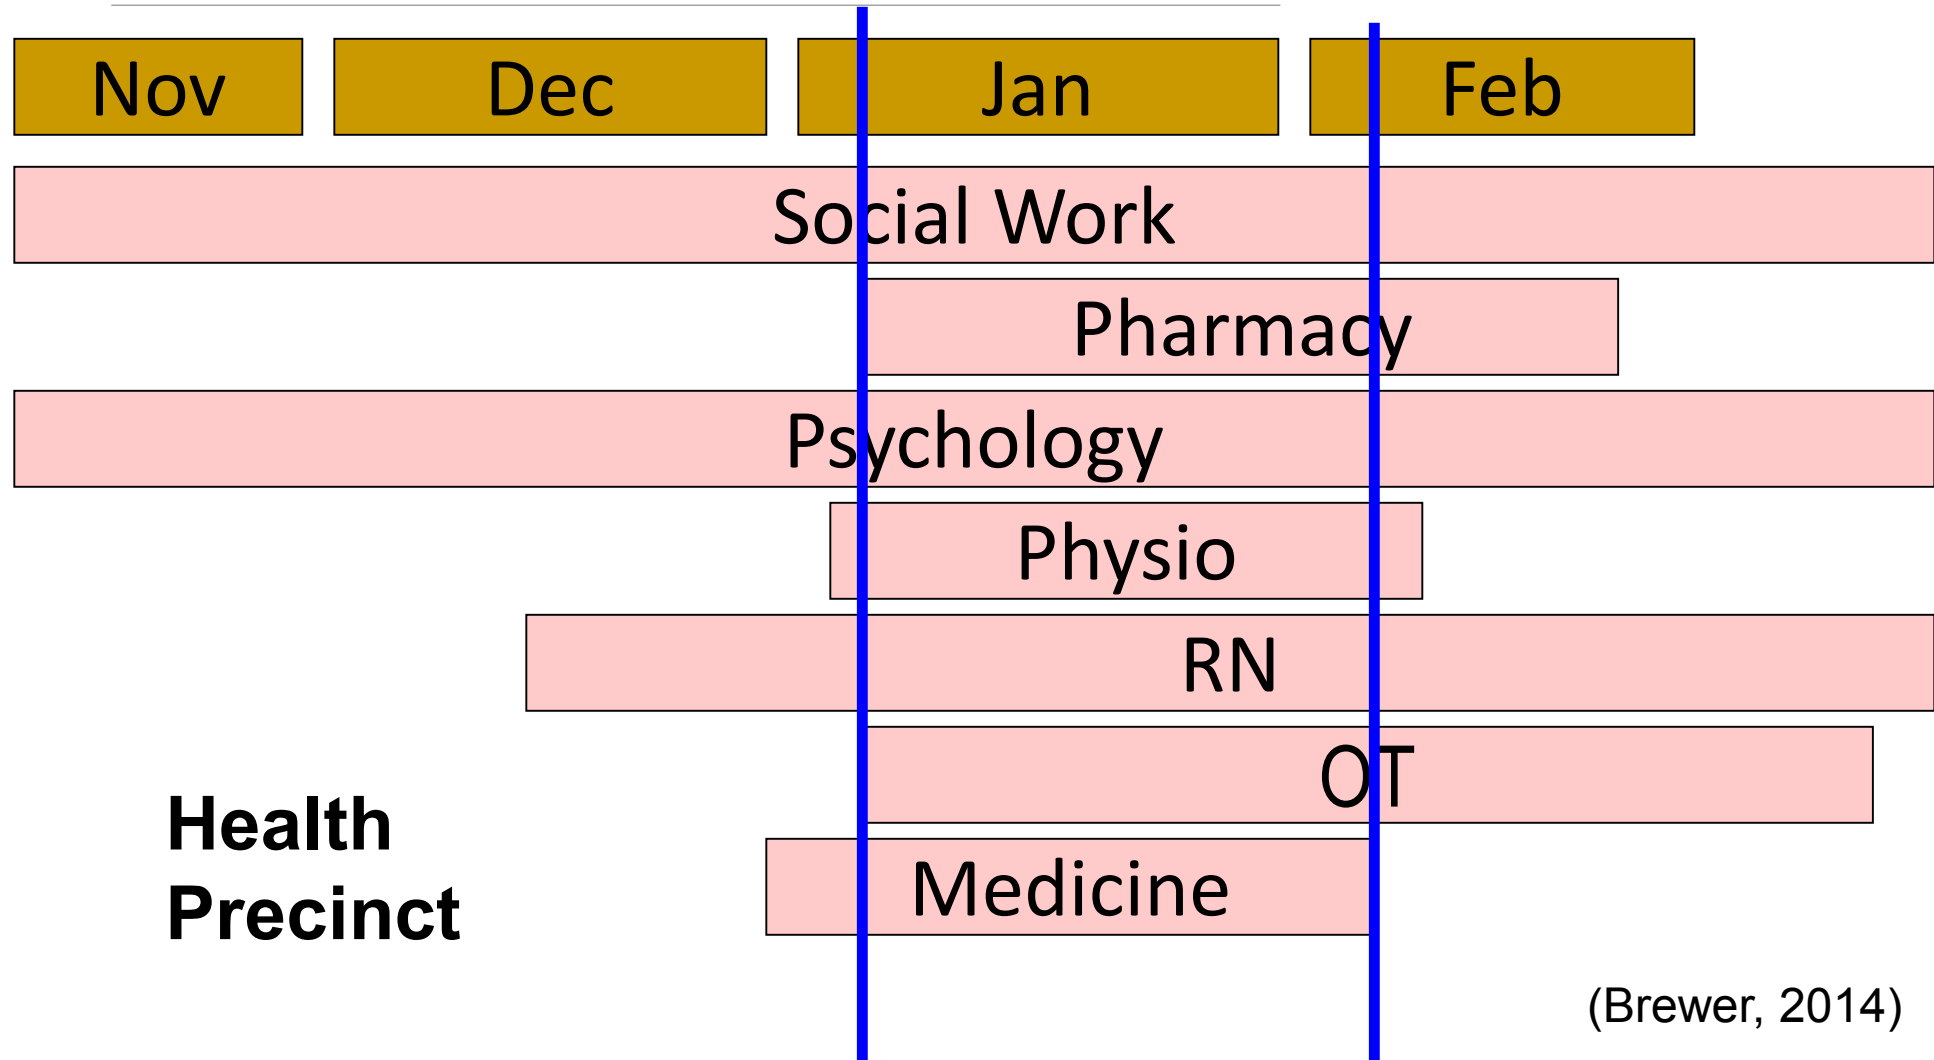 Nov Dec Jan Feb
Social Work
Pharmacy
Psychology
Physio
RN
OT
Health
Precinct
Medicine
(Brewer, 2014)